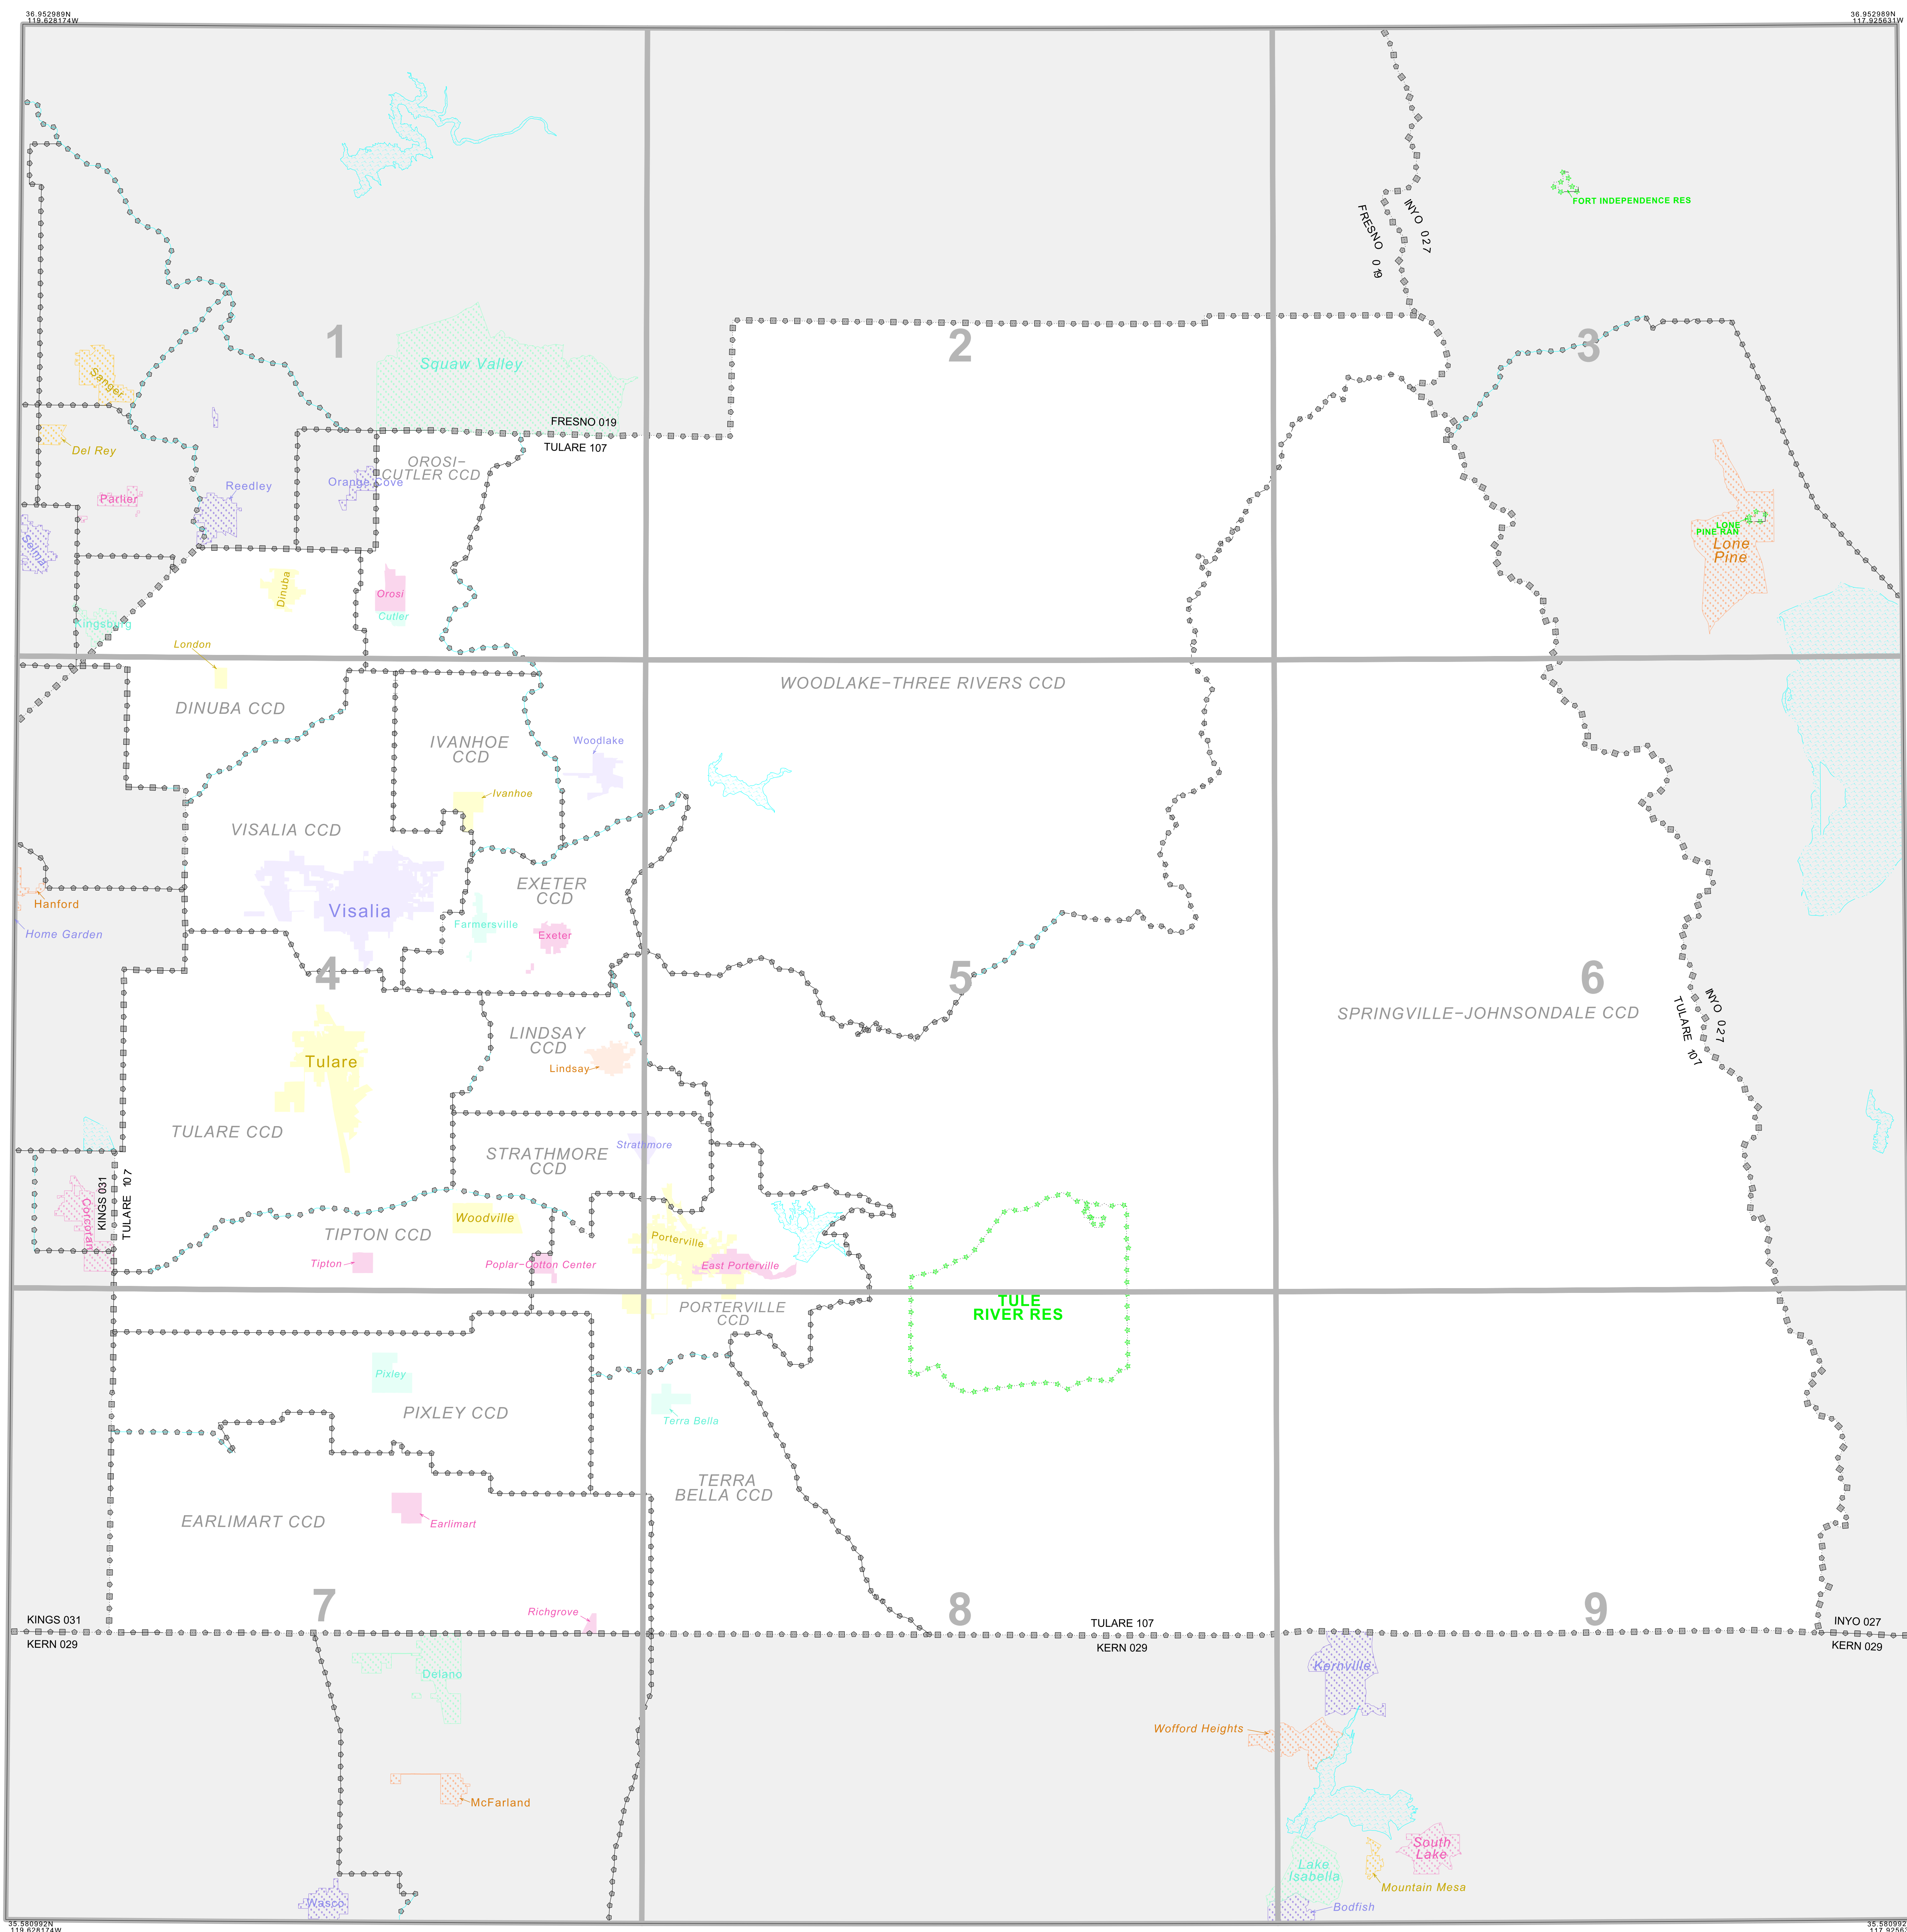 36.952989N
119.628174W
36.952989N
117.925631W
FORT INDEPENDENCE RES
FRESNO 019
INYO 027
1
2
3
Squaw Valley
Sanger
FRESNO 019
TULARE 107
Del Rey
OROSI-
CUTLER CCD
Orange Cove
Reedley
Parlier
Selma
LONE
PINE RAN
Lone
Pine
Dinuba
Orosi
Cutler
Kingsburg
London
DINUBA CCD
WOODLAKE-THREE RIVERS CCD
IVANHOE
CCD
Woodlake
Ivanhoe
VISALIA CCD
EXETER
CCD
Hanford
Visalia
Farmersville
Exeter
Home Garden
4
5
6
SPRINGVILLE-JOHNSONDALE CCD
INYO 027
TULARE 107
LINDSAY
CCD
Tulare
Lindsay
TULARE CCD
STRATHMORE
CCD
Strathmore
KINGS 031
TULARE 107
Corcoran
Woodville
TIPTON CCD
Porterville
Tipton
Poplar-Cotton Center
East Porterville
PORTERVILLE
CCD
TULE
RIVER RES
Pixley
PIXLEY CCD
Terra Bella
TERRA
BELLA CCD
EARLIMART CCD
Earlimart
7
8
9
Richgrove
KINGS 031
KERN 029
TULARE 107
KERN 029
INYO 027
KERN 029
Delano
Kernville
Wofford Heights
McFarland
South
Lake
Lake
Isabella
Mountain Mesa
Wasco
Bodfish
35.580992N
119.628174W
35.580992